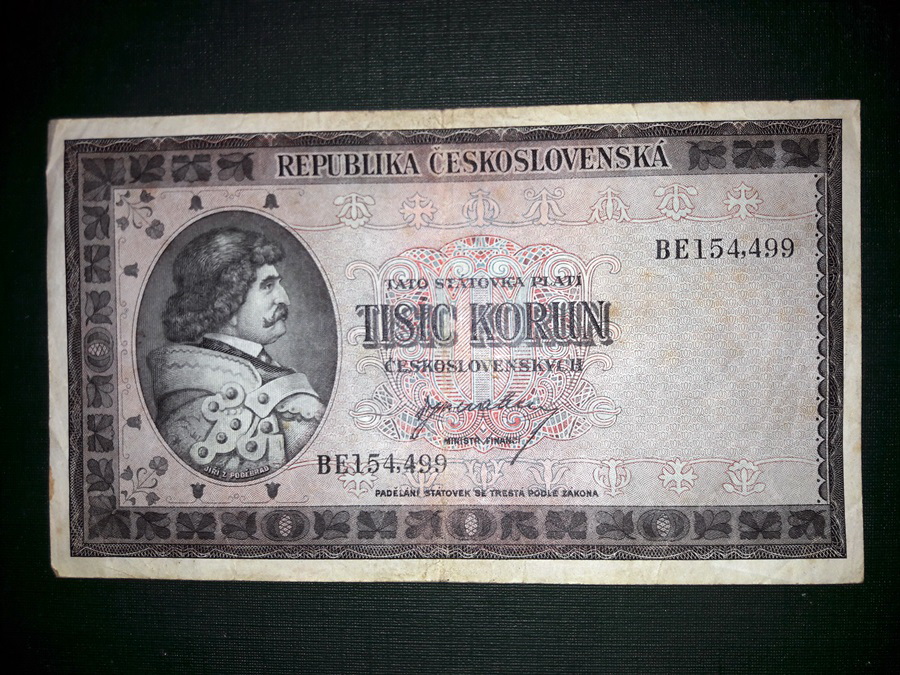 REPUBLIKA ČESKOSLOVENSKÁ
BE154,499
TATO STÁTOVKA PLATÍ
TISÍC KORUN
ČESKOSLOVENSKÝCH
MINISTR FINANCÍ
BE154,499
JIŘÍ Z PODĚBRAD
PADĚLÁNÍ STÁTOVEK SE TRESTÁ PODLE ZÁKONA